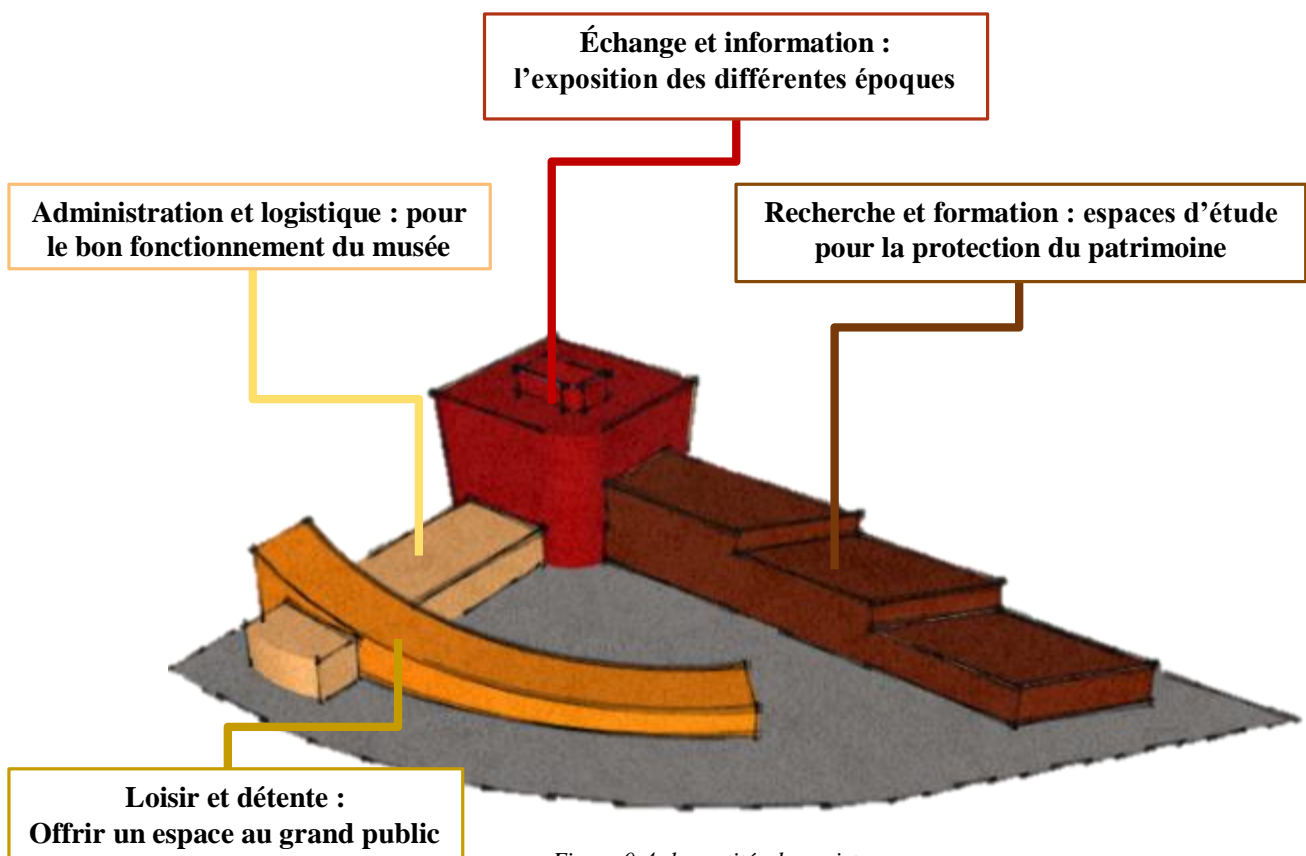 Échange et information :
l'exposition des différentes époques
Administration et logistique : pour
le bon fonctionnement du musée
Recherche et formation : espaces d'étude
pour la protection du patrimoine
Loisir et détente :
Offrir un espace au grand public